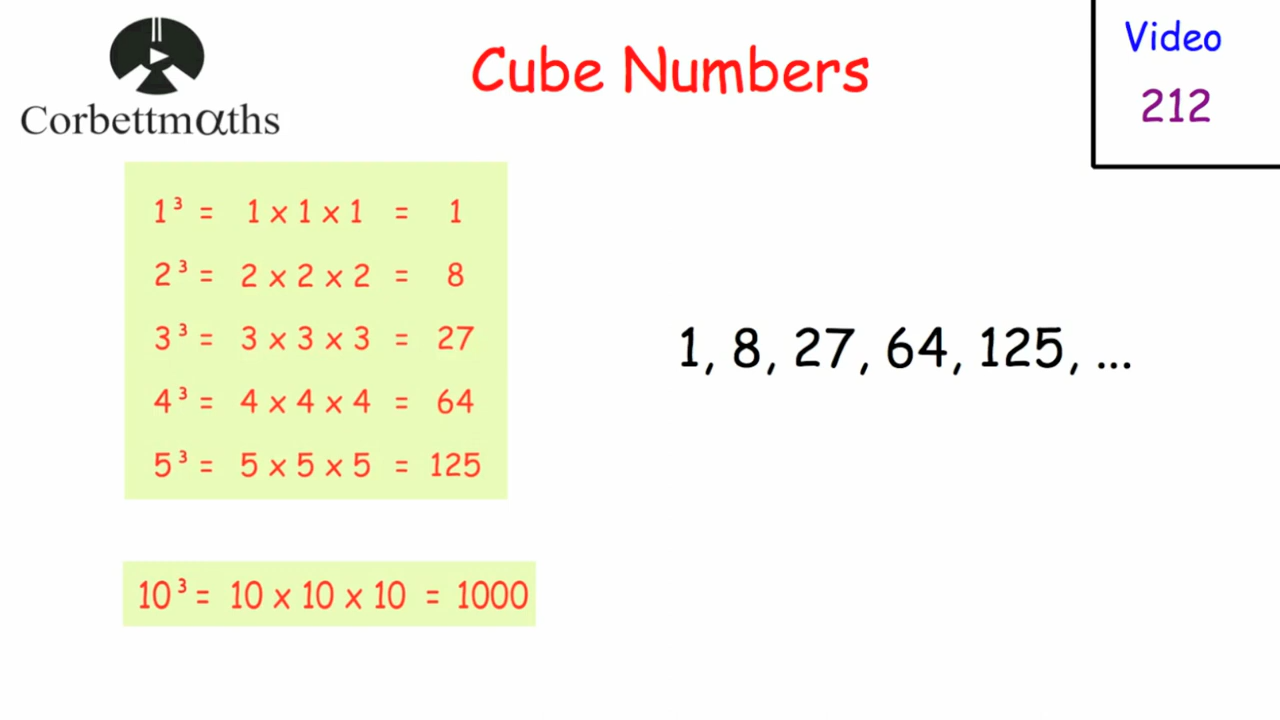 Corbettmαths
Cube Numbers
Video
212
1³ = 1 x 1 x 1 = 1
2³ = 2 x 2 x 2 = 8
3³ = 3 x 3 x 3 = 27
4³ = 4 x 4 x 4 = 64
5³ = 5 x 5 x 5 = 125
1, 8, 27, 64, 125, ...
10³ = 10 x 10 x 10 = 1000